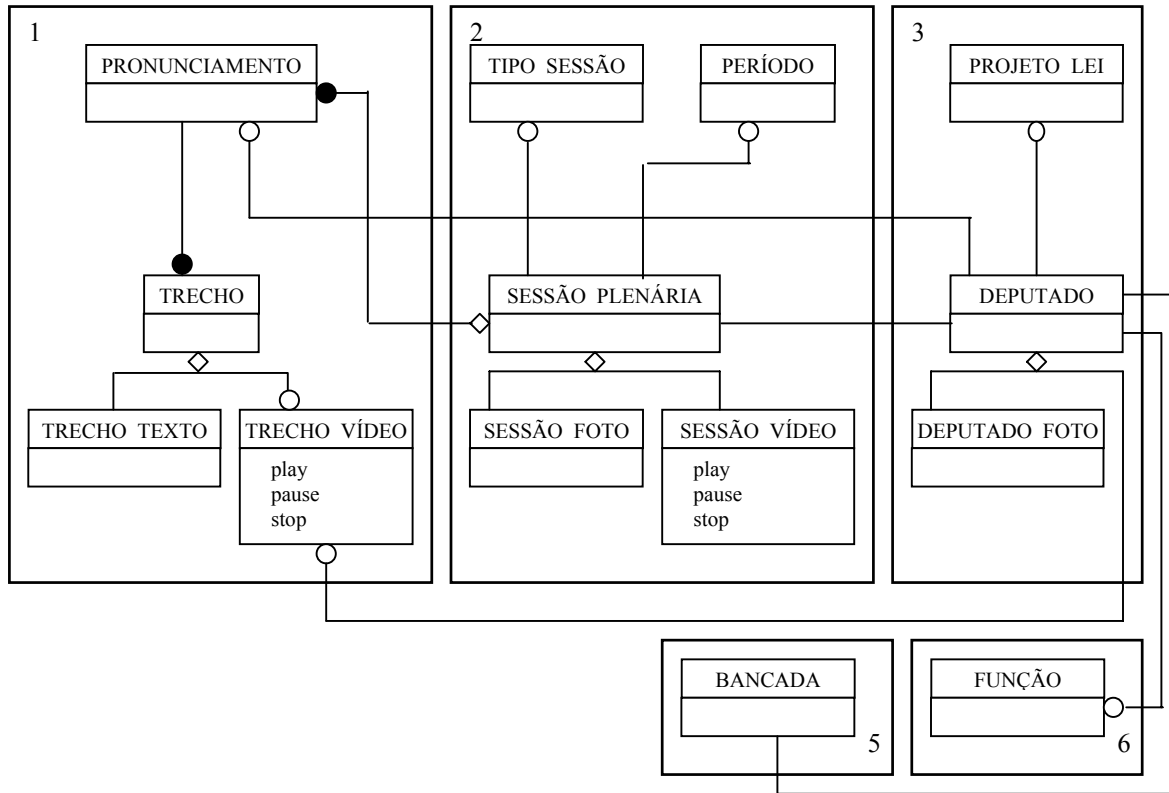 1
PRONUNCIAMENTO
TRECHO
TRECHO TEXTO
TRECHO VÍDEO
play
pause
stop
2
TIPO SESSÃO
PERÍODO
SESSÃO PLENÁRIA
SESSÃO FOTO
SESSÃO VÍDEO
play
pause
stop
3
PROJETO LEI
DEPUTADO
DEPUTADO FOTO
BANCADA
5
FUNÇÃO
6